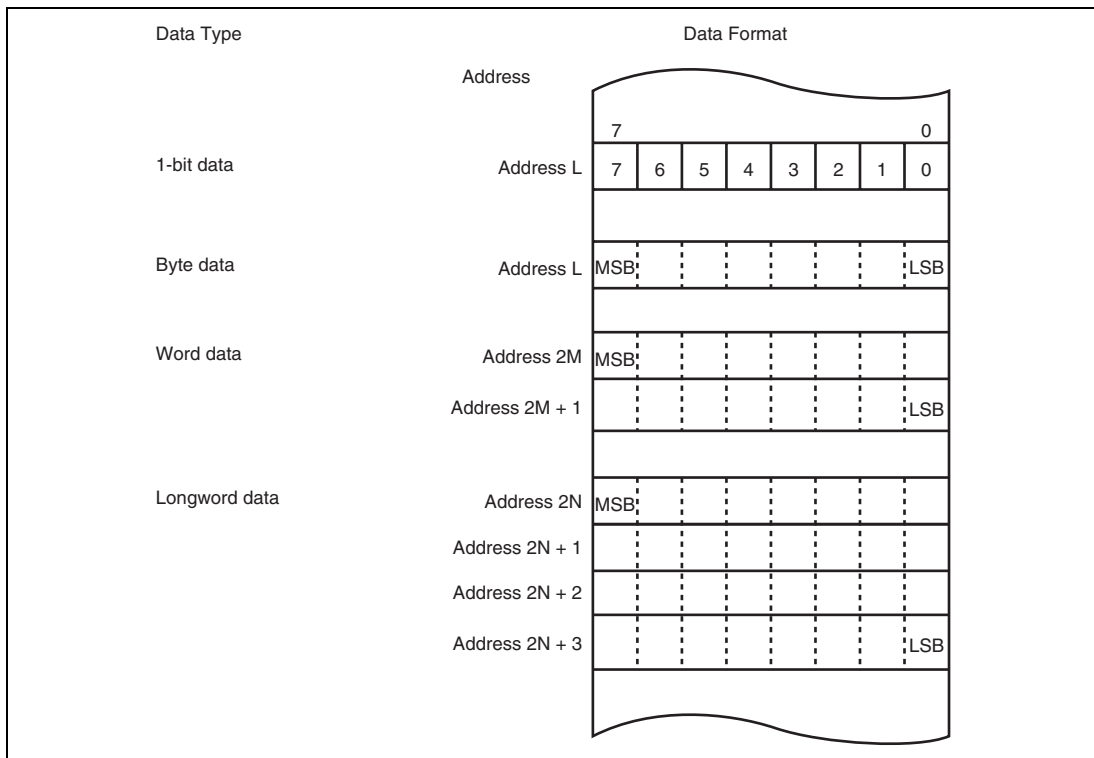 Data Type Data Format
Address
7 0
1-bit data Address L 7 6 5 4 3 2 1 0
Byte data Address L MSB LSB
Word data Address 2M MSB
Address 2M + 1 LSB
Longword data Address 2N MSB
Address 2N + 1
Address 2N + 2
Address 2N + 3 LSB